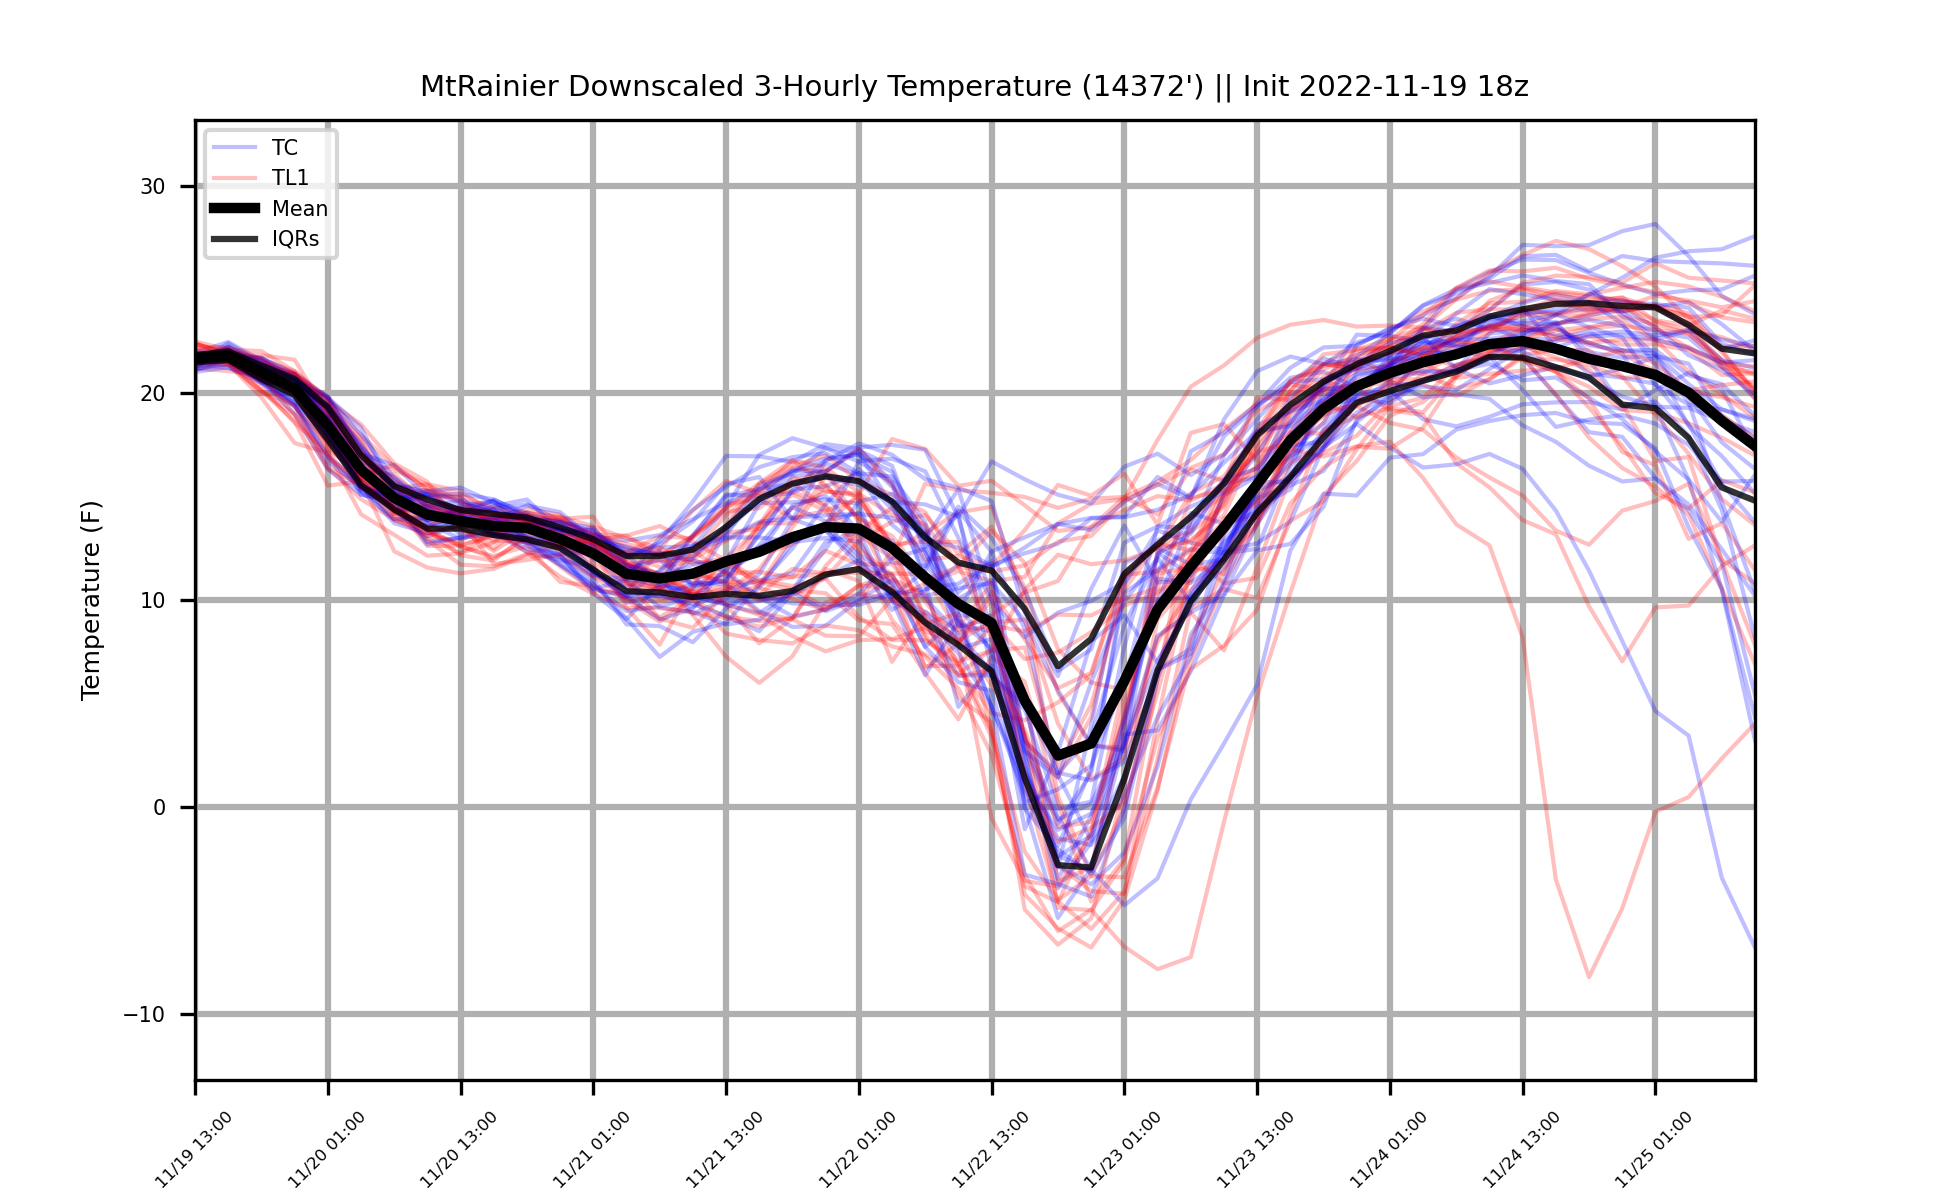 MtRainier Downscaled 3-Hourly Temperature (14372') || Init 2022-11-19 18z
TC
TL1
Mean
IQRs
Temperature (F)
30
20
10
0
−10
11/19 13:00
11/20 01:00
11/20 13:00
11/21 01:00
11/21 13:00
11/22 01:00
11/22 13:00
11/23 01:00
11/23 13:00
11/24 01:00
11/24 13:00
11/25 01:00